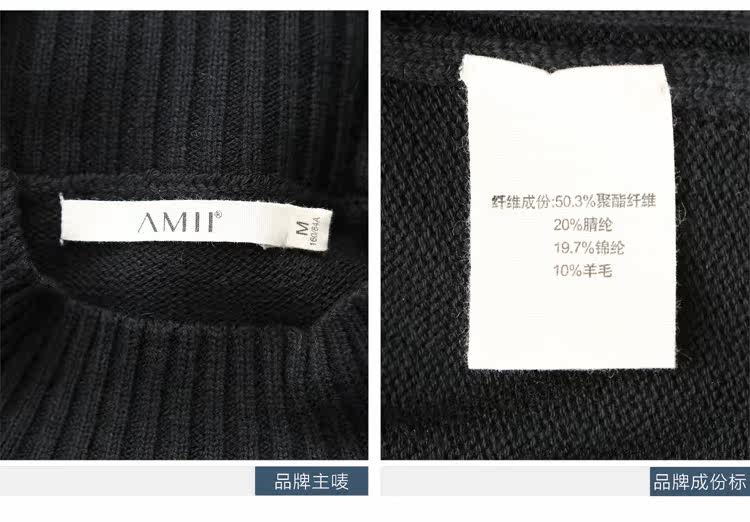 AMII®
M
160/84A
纤维成份:50.3%聚酯纤维
20%腈纶
19.7%锦纶
10%羊毛
品牌主唛
品牌成份标